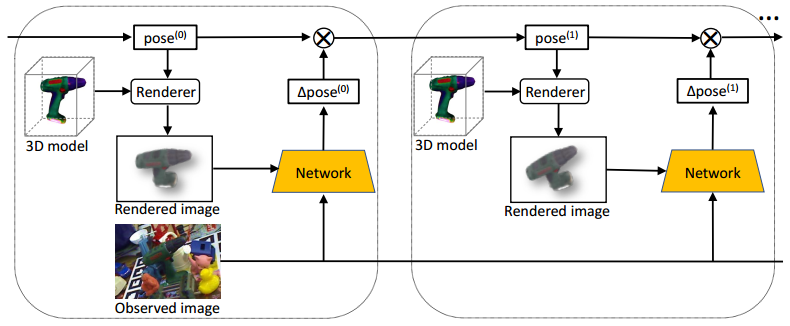 pose(0)
pose(1)
...
Renderer
Δpose(0)
Renderer
Δpose(1)
3D model
3D model
Network
Network
Rendered image
Rendered image
Observed image